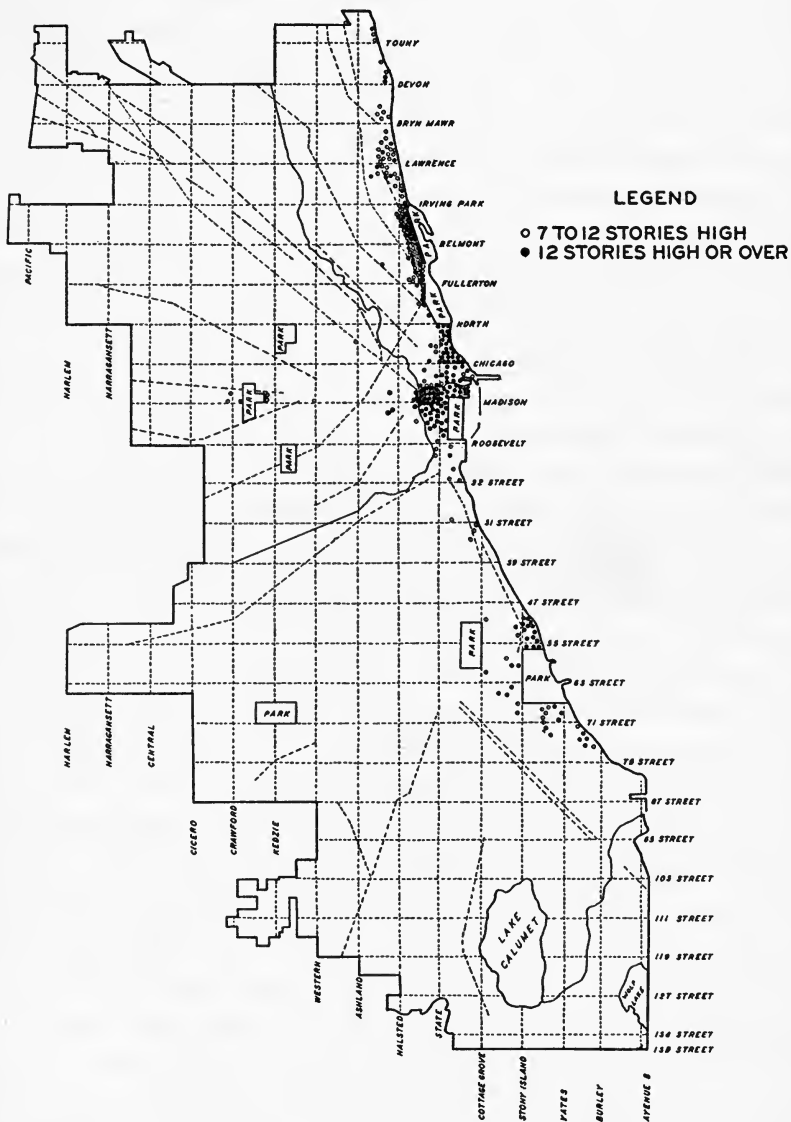 TOUHY
DEVON
BRYN MAWR
LAWRENCE
IRVING PARK
BELMONT
FULLERTON
NORTH
CHICAGO
MADISON
ROOSEVELT
22 STREET
31 STREET
39 STREET
47 STREET
55 STREET
63 STREET
71 STREET
79 STREET
87 STREET
95 STREET
103 STREET
111 STREET
119 STREET
127 STREET
134 STREET
138 STREET
LEGEND
○ 7 TO 12 STORIES HIGH
● 12 STORIES HIGH OR OVER
PARK
PARK
PARK
PARK
PARK
PARK
PARK
PARK
PARK
PARK
PACIFIC
HARLEM
NARRAGANSETT
HARLEM
NARRAGANSETT
CENTRAL
CICERO
CRAWFORD
KEDZIE
WESTERN
ASHLAND
HALSTED
STATE
COTTAGE GROVE
STONY ISLAND
YATES
BURLEY
AVENUE B
LAKE
CALUMET
WOLF
LAKE